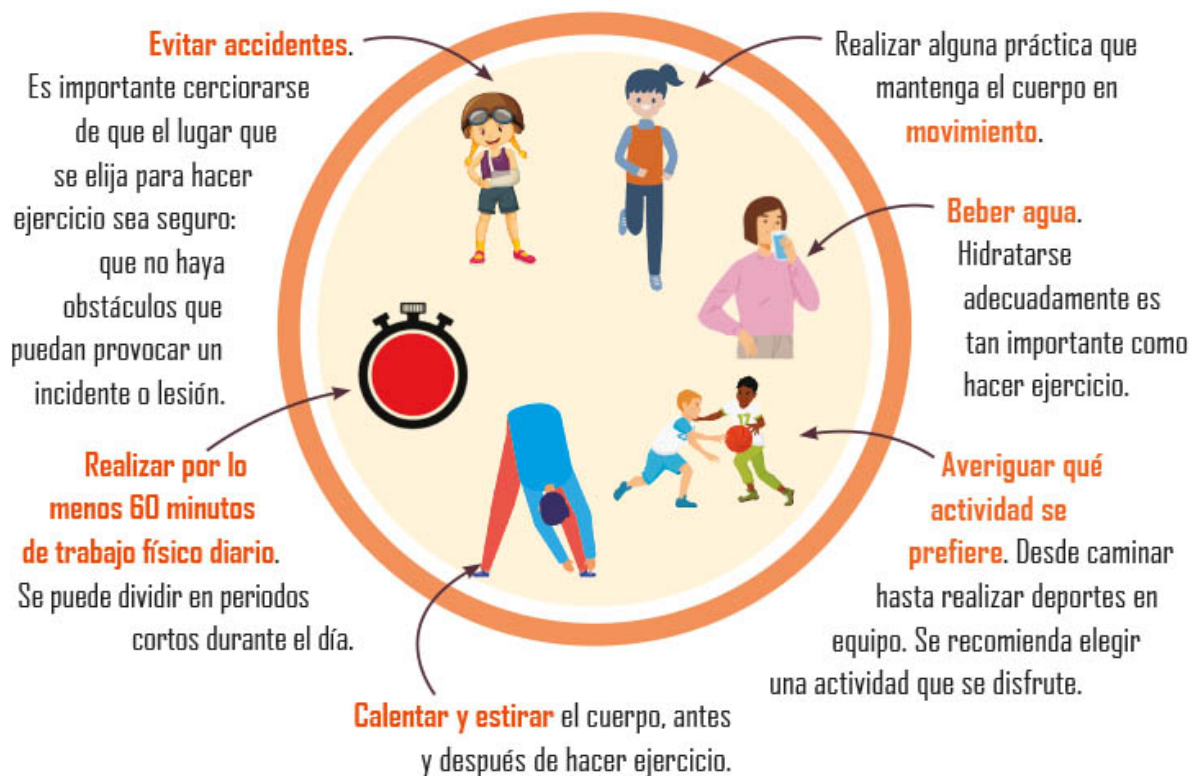 Evitar accidentes.
Es importante cerciorarse
de que el lugar que
se elija para hacer
ejercicio sea seguro:
que no haya
obstáculos que
puedan provocar un
incidente o lesión.
Realizar alguna práctica que
mantenga el cuerpo en
movimiento.
Beber agua.
Hidratarse
adecuadamente es
tan importante como
hacer ejercicio.
Averiguar qué
actividad se
prefiere. Desde caminar
hasta realizar deportes en
equipo. Se recomienda elegir
una actividad que se disfrute.
Calentar y estirar el cuerpo, antes
y después de hacer ejercicio.
Realizar por lo
menos 60 minutos
de trabajo físico diario.
Se puede dividir en periodos
cortos durante el día.
17